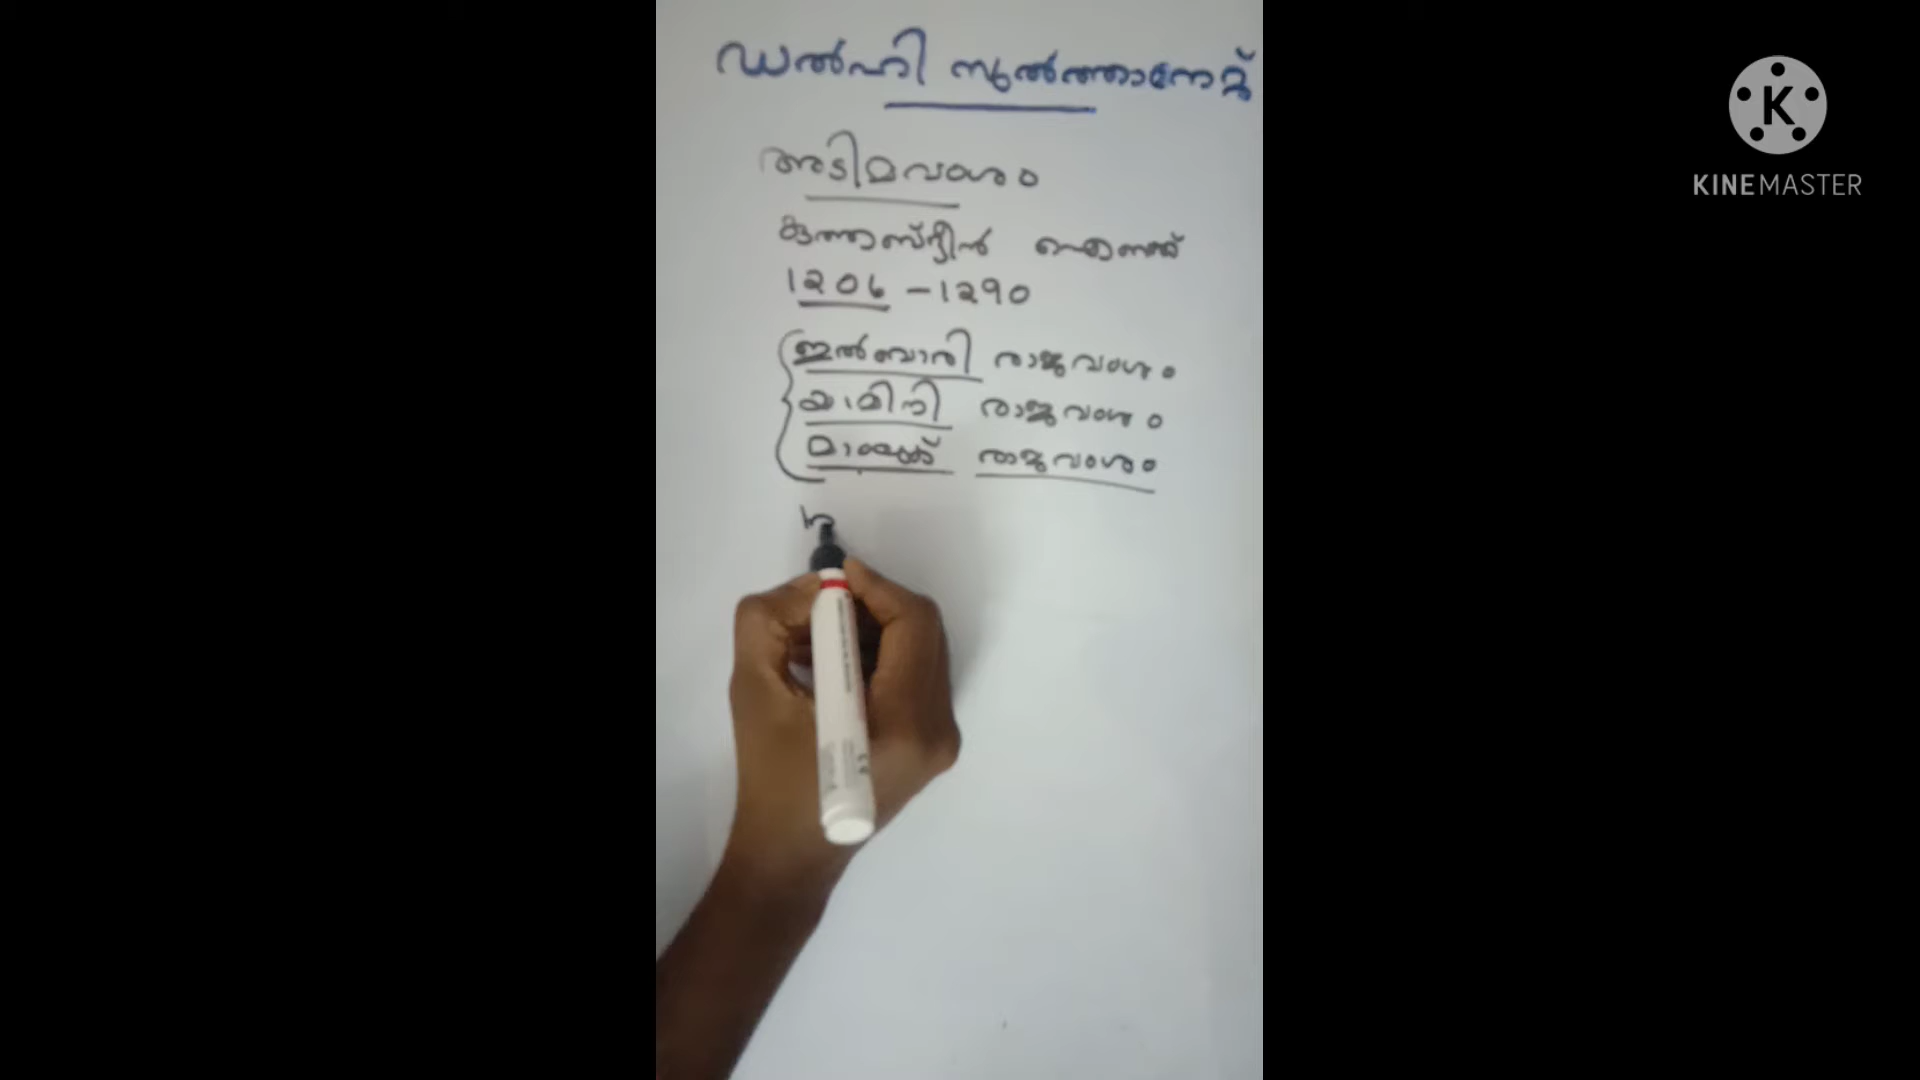 ഡൽഹി സുൽത്താനേറ്റ്
അടിമവംശം
കുത്തബ്ദ്ദീൻ ഐബക്ക്
1206 - 1290
ഇൽബാരി രാജവംശം
യാമിനി രാജവംശം
രാജവംശം
KINEMASTER